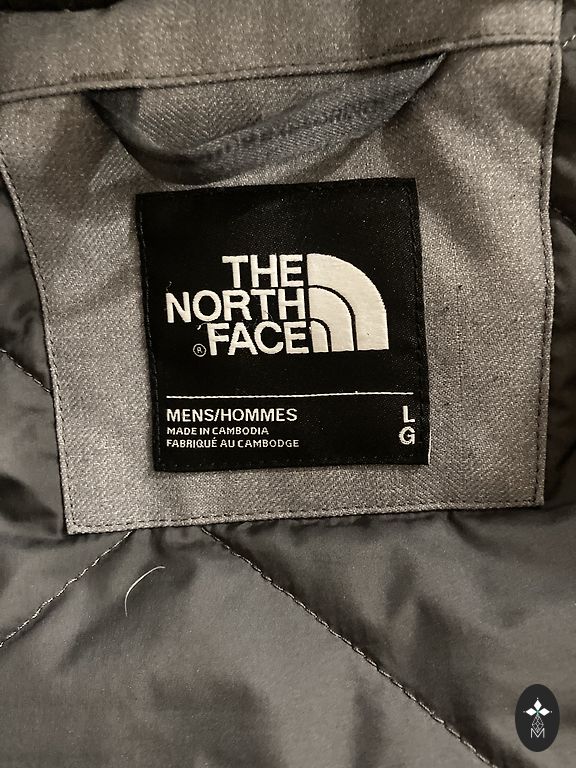 THE
NORTH
FACE
®
MENS/HOMMES L
MADE IN CAMBODIA G
FABRIQUÉ AU CAMBODGE
M